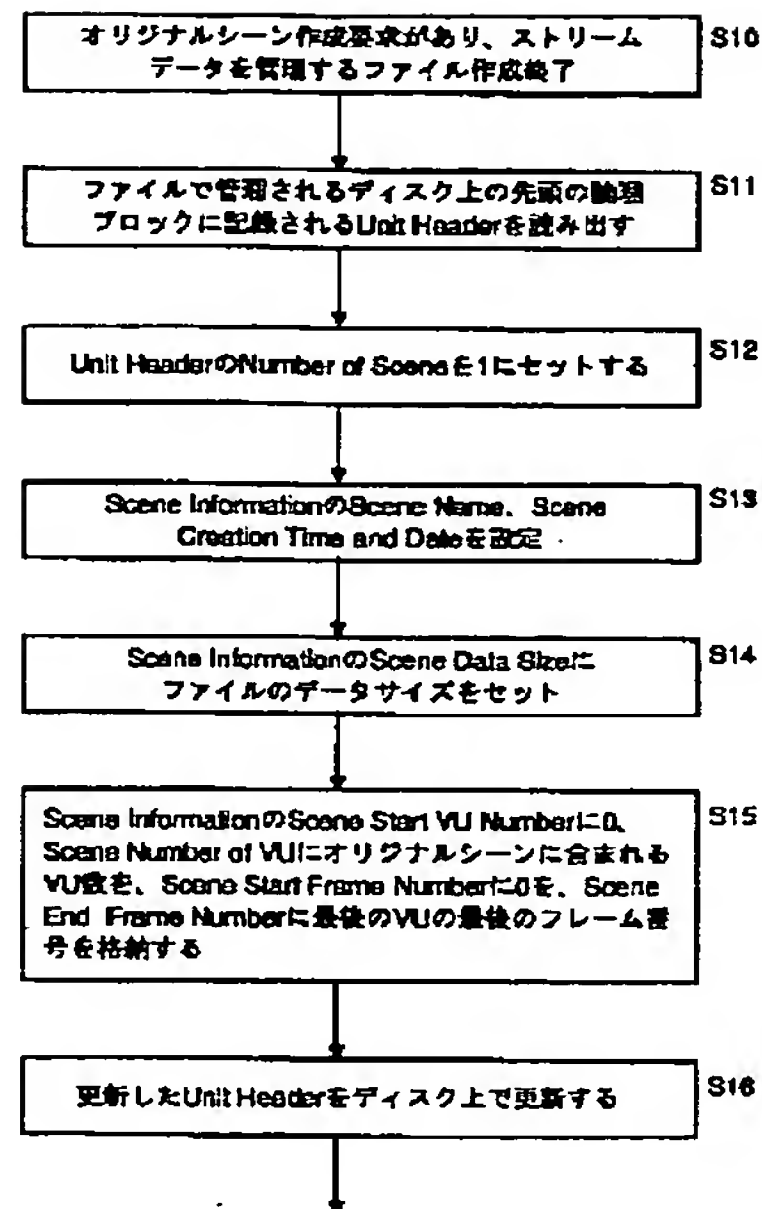 オリジナルシーン作成要求があり、ストリーム
データを管理するファイル作成終了
S10
ファイルで管理されるディスク上の先頭の論理
ブロックに記録されるUnit Headerを読み出す
S11
Unit HeaderのNumber of Sceneを1にセットする
S12
Scene InformationのScene Name、Scene
Creation Time and Dateを設定
S13
Scene InformationのScene Data Sizeに
ファイルのデータサイズをセット
S14
Scene InformationのScene Start VU Numberに0、
Scene Number of VUにオリジナルシーンに含まれる
VU数を、Scene Start Frame Numberに0を、Scene
End Frame Numberに最後のVUの最後のフレーム番
号を格納する
S15
更新したUnit Headerをディスク上で更新する
S16